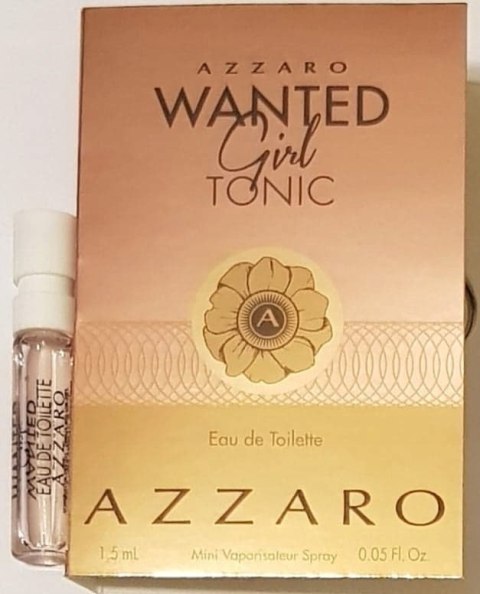 AZZARO
WANTED
Girl
TONIC
A
Eau de Toilette
AZZARO
1.5 mL Mini Vaporisateur Spray 0.05 Fl. Oz.
WANTED
EAU DE TOILETTE
AZZARO